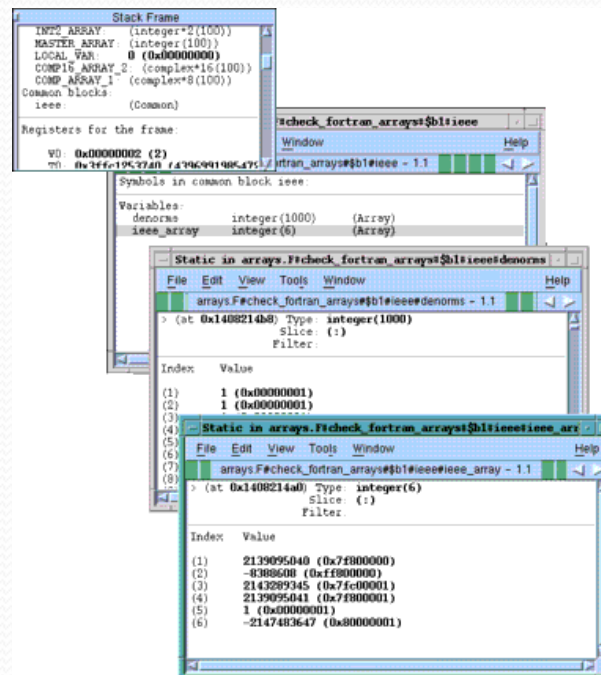 Stack Frame
INT2_ARRAY: (integer*2(100))
MASTER_ARRAY: (integer(100))
LOCAL_VAR: 0 (0x00000000)
COMP16_ARRAY_2: (complex*16(100))
COMP_ARRAY_1: (complex*8(100))
Common blocks:
ieee: (Common)
Registers for the frame:
V0: 0x00000002 (2)
#check_fortran_arrays#$b1#ieee
Window Help
rtran_arrays#$b1#ieee - 1.1
Symbols in common block ieee:
Variables:
denorms integer(1000) (Array)
ieee_array integer(6) (Array)
Static in arrays.F#check_fortran_arrays#$b1#ieee#denorms
File Edit View Tools Window Help
arrays.F#check_fortran_arrays#$b1#ieee#denorms - 1.1
> (at 0x1408214b8) Type: integer(1000)
Slice: (:)
Filter:
Index Value
(1) 1 (0x00000001)
(2) 1 (0x00000001)
(3)
(4)
(5)
(6)
(7)
(8)
Static in arrays.F#check_fortran_arrays#$b1#ieee#ieee_arr
File Edit View Tools Window Help
arrays.F#check_fortran_arrays#$b1#ieee#ieee_array - 1.1
> (at 0x1408214a0) Type: integer(6)
Slice: (:)
Filter:
Index Value
(1) 2139095040 (0x7f800000)
(2) -8388608 (0xff800000)
(3) 2143289345 (0x7fc00001)
(4) 2139095041 (0x7f800001)
(5) 1 (0x00000001)
(6) -2147483647 (0x80000001)